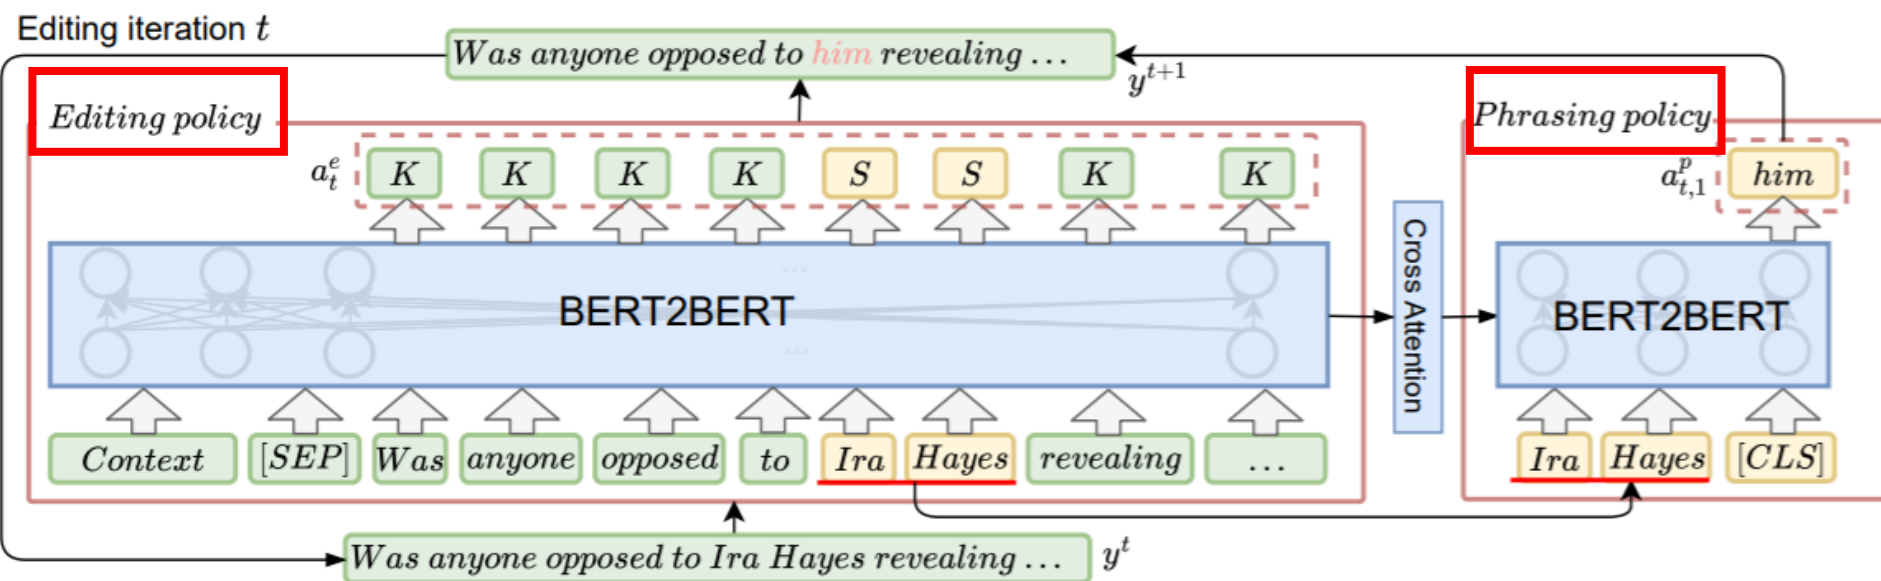 Editing iteration t
Was anyone opposed to him revealing ...
y^{t+1}
Editing policy
Phrasing policy
a_t^e
K K K K S S K K
a_{t,1}^p
him
...
BERT2BERT
...
Cross Attention
BERT2BERT
Context [SEP] Was anyone opposed to Ira Hayes revealing ...
Ira Hayes [CLS]
Was anyone opposed to Ira Hayes revealing ...
y^t